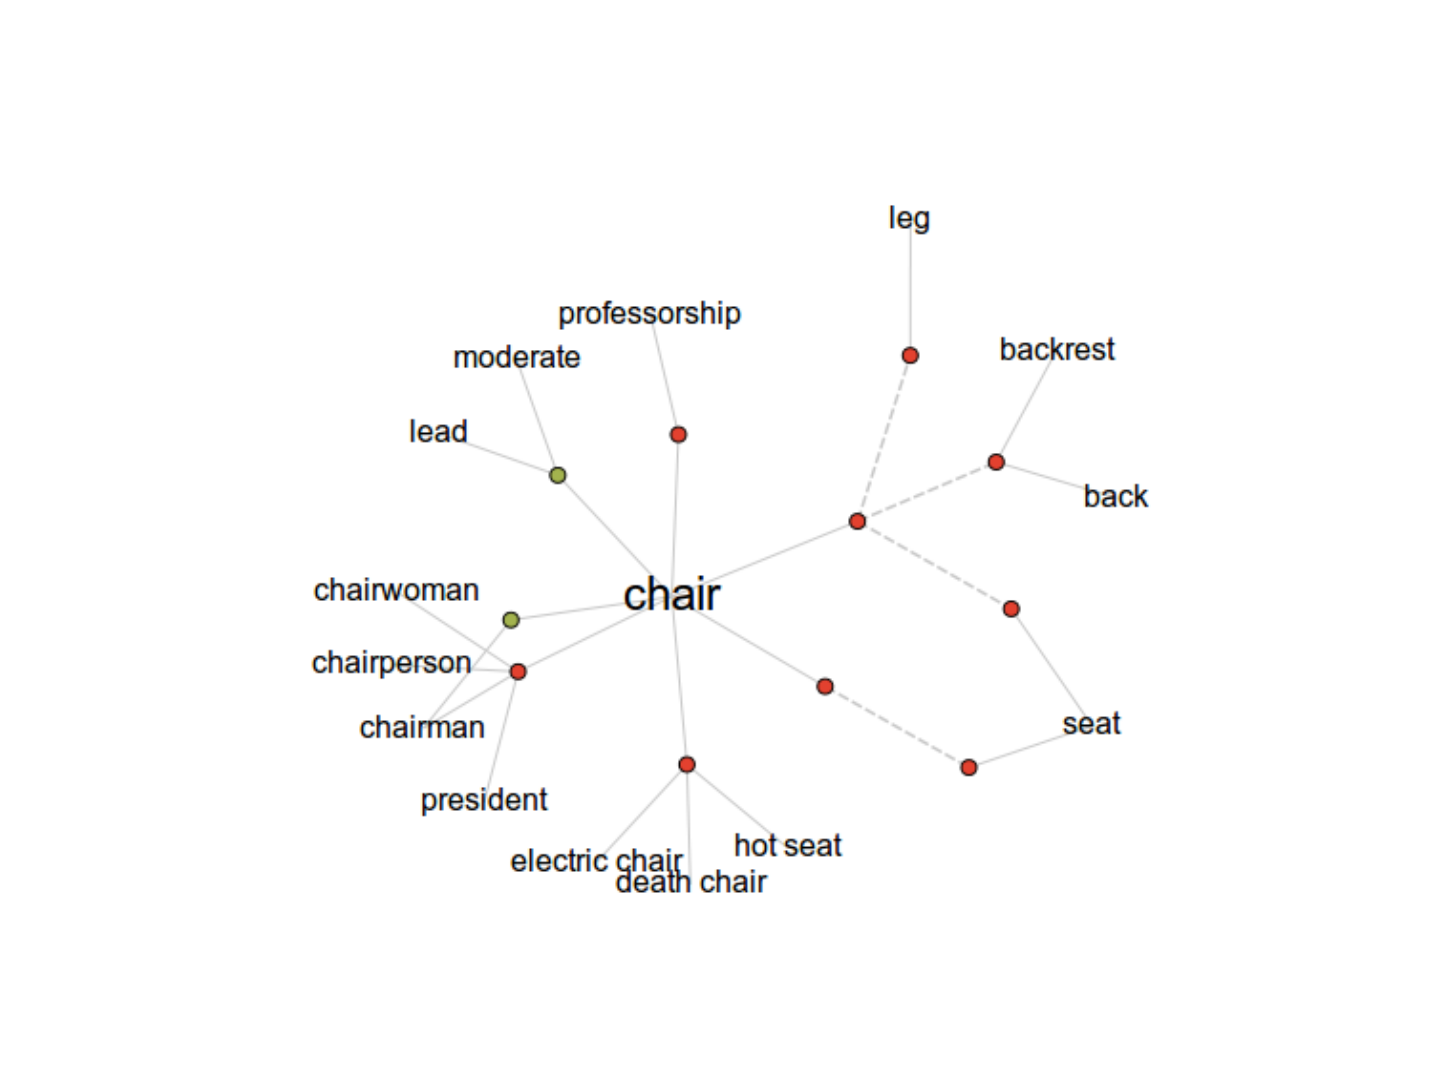 leg
professorship
backrest
moderate
lead
back
chairwoman
chair
chairperson
seat
chairman
president
hot seat
electric chair
death chair